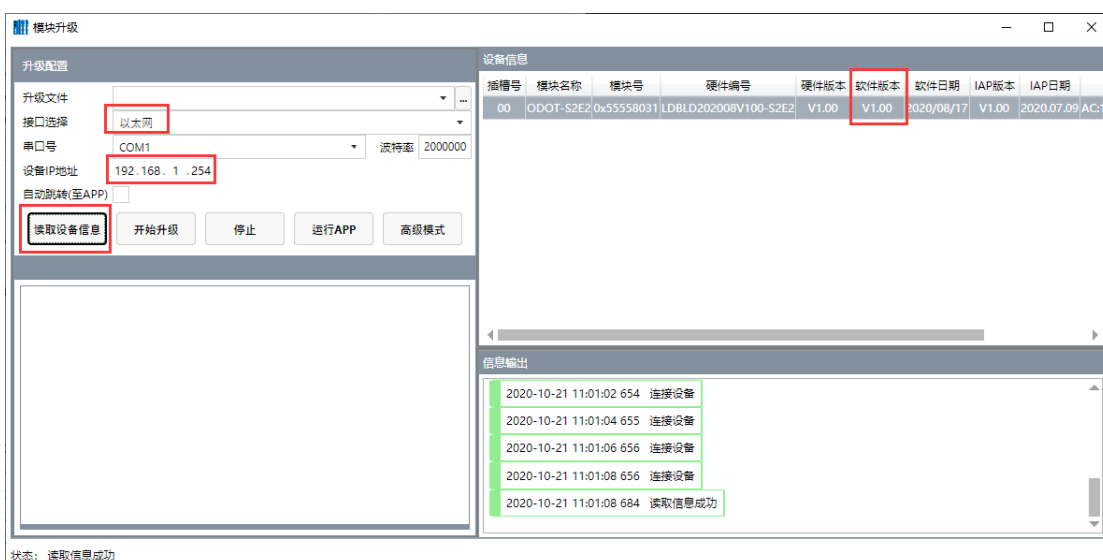 模块升级
升级配置
升级文件
...
接口选择 以太网
串口号 COM1 波特率 2000000
设备IP地址 192.168. 1 .254
自动跳转(至APP)
读取设备信息 开始升级 停止 运行APP 高级模式
设备信息
插槽号 模块名称 模块号 硬件编号 硬件版本 软件版本 软件日期 IAP版本 IAP日期
00 ODOT-S2E2 0x55558031 LDBLD202008V100-S2E2 V1.00 V1.00 2020/08/17 V1.00 2020.07.09
信息输出
2020-10-21 11:01:02 654 连接设备
2020-10-21 11:01:04 655 连接设备
2020-10-21 11:01:06 656 连接设备
2020-10-21 11:01:08 656 连接设备
2020-10-21 11:01:08 684 读取信息成功
状态： 读取信息成功